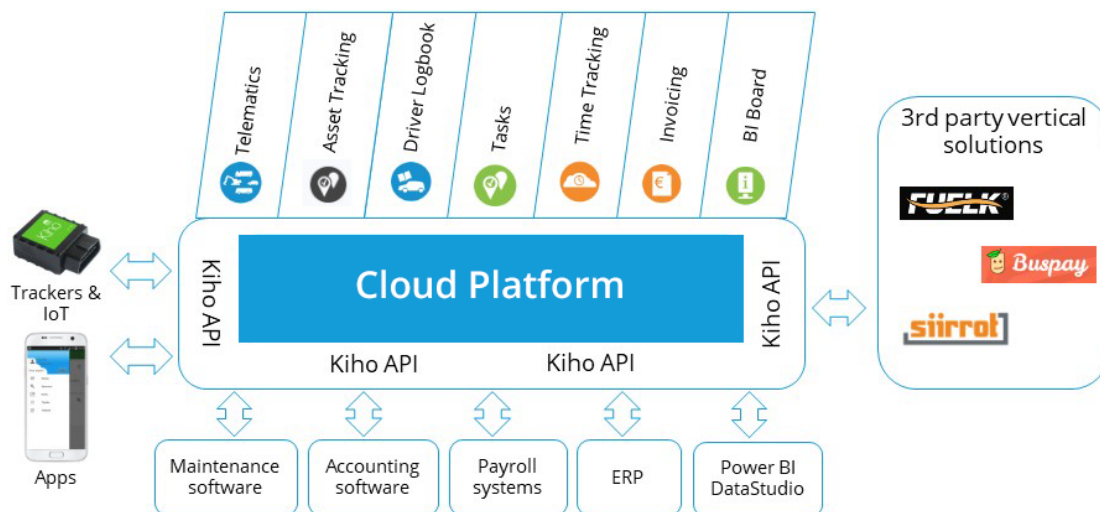 Telematics
Asset Tracking
Driver Logbook
Tasks
Time Tracking
Invoicing
BI Board
3rd party vertical
solutions
FUELK®
Buspay
siirrot
Kiho
Trackers &
IoT
Apps
Kiho API
Cloud Platform
Kiho API
Kiho API
Kiho API
Maintenance
software
Accounting
software
Payroll
systems
ERP
Power BI
DataStudio